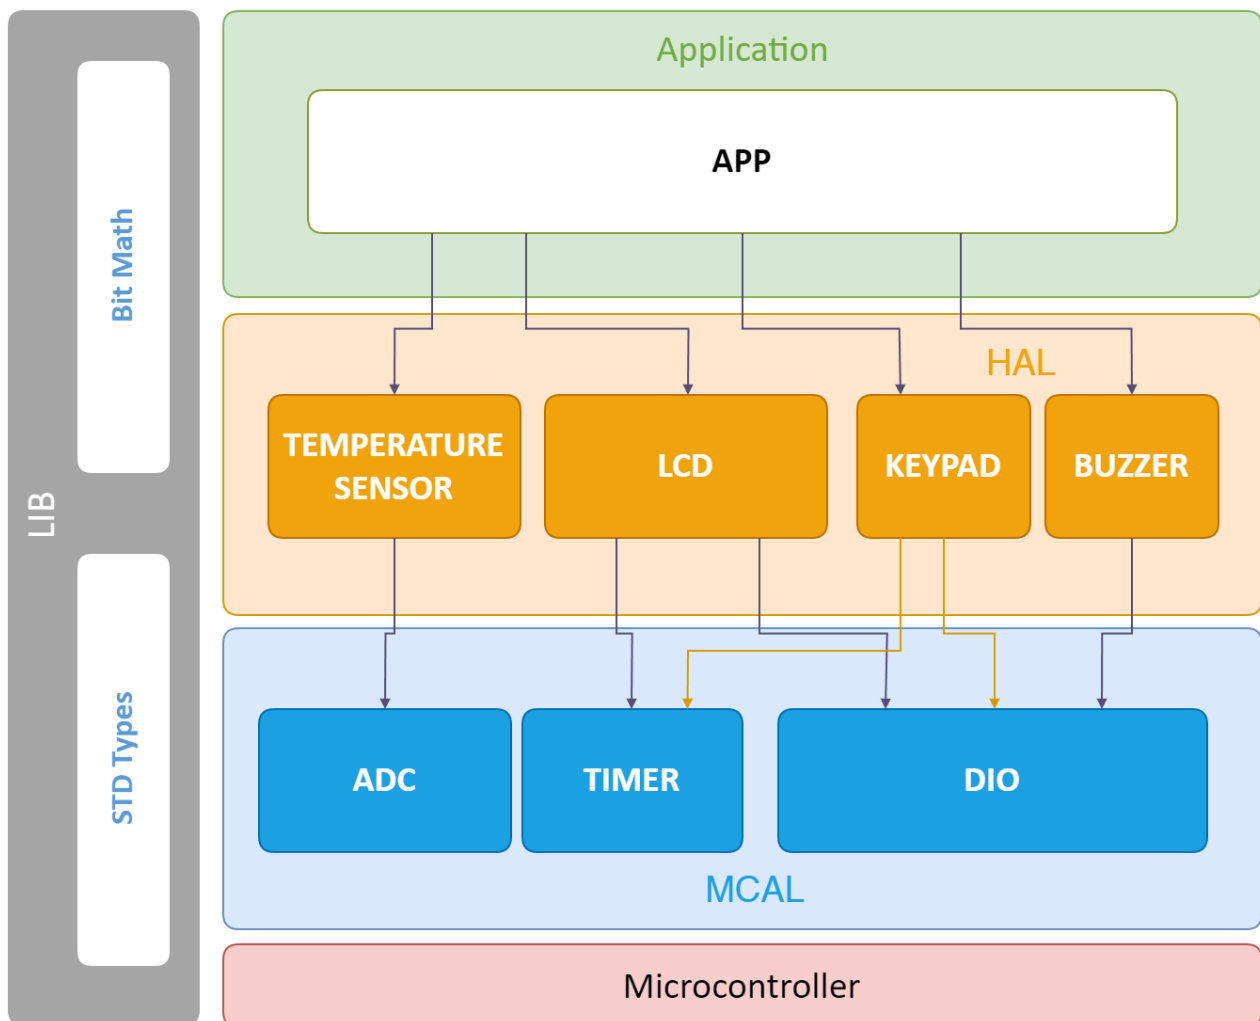 Application
APP
HAL
TEMPERATURE
SENSOR
LCD
KEYPAD
BUZZER
ADC
TIMER
DIO
MCAL
Microcontroller
LIB
Bit Math
STD Types